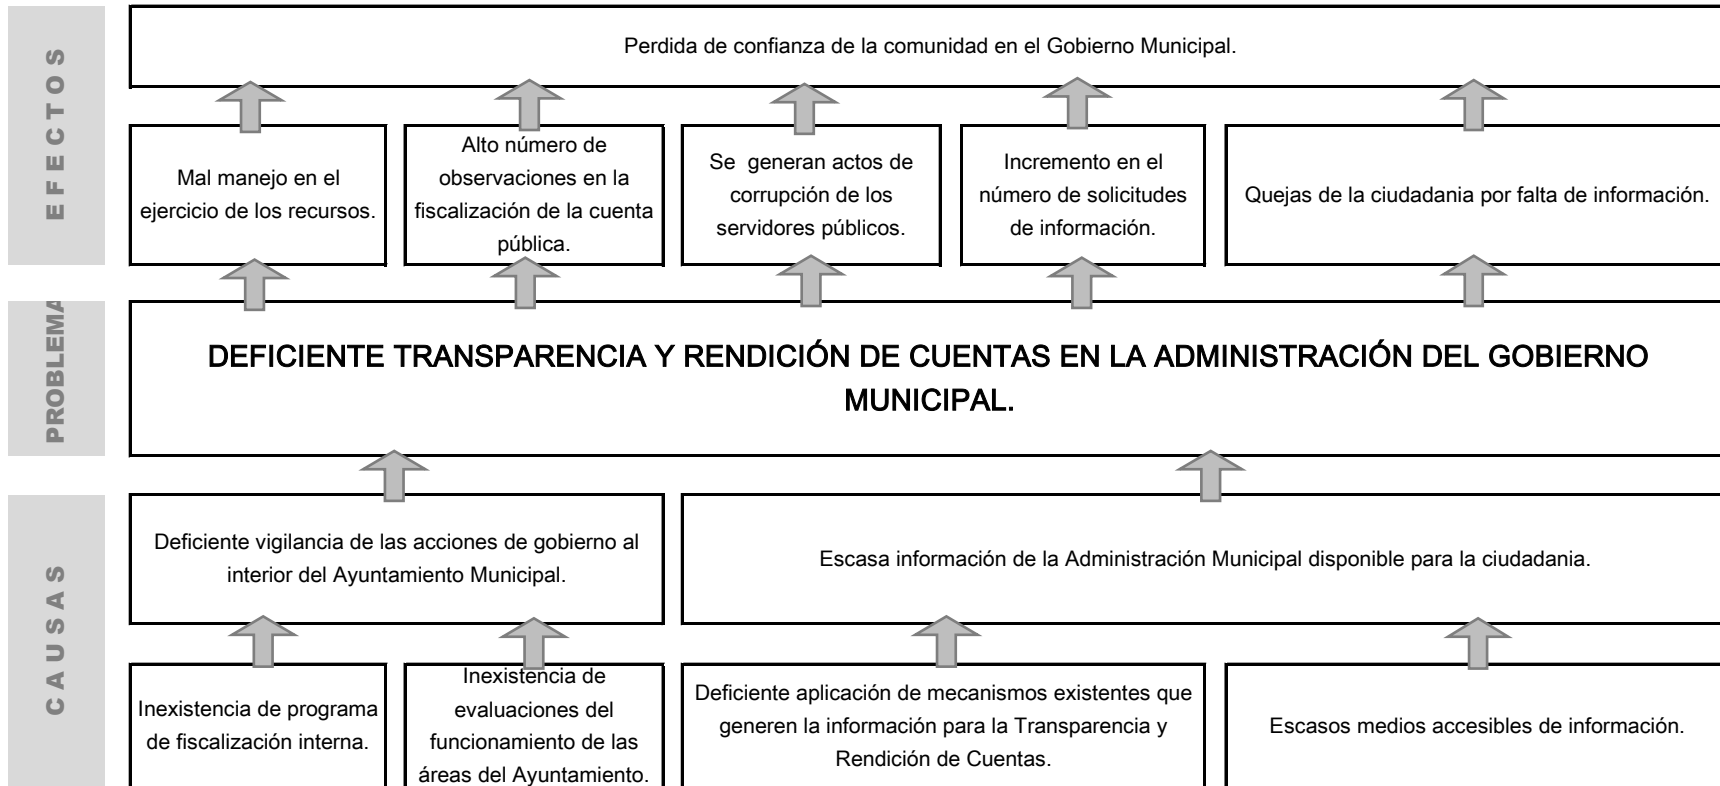 EFECTOS
Perdida de confianza de la comunidad en el Gobierno Municipal.
Mal manejo en el
ejercicio de los recursos.
Alto número de
observaciones en la
fiscalización de la cuenta
pública.
Se generan actos de
corrupción de los
servidores públicos.
Incremento en el
número de solicitudes
de información.
Quejas de la ciudadania por falta de información.
PROBLEMA
DEFICIENTE TRANSPARENCIA Y RENDICIÓN DE CUENTAS EN LA ADMINISTRACIÓN DEL GOBIERNO
MUNICIPAL.
CAUSAS
Deficiente vigilancia de las acciones de gobierno al
interior del Ayuntamiento Municipal.
Escasa información de la Administración Municipal disponible para la ciudadania.
Inexistencia de programa
de fiscalización interna.
Inexistencia de
evaluaciones del
funcionamiento de las
áreas del Ayuntamiento.
Deficiente aplicación de mecanismos existentes que
generen la información para la Transparencia y
Rendición de Cuentas.
Escasos medios accesibles de información.